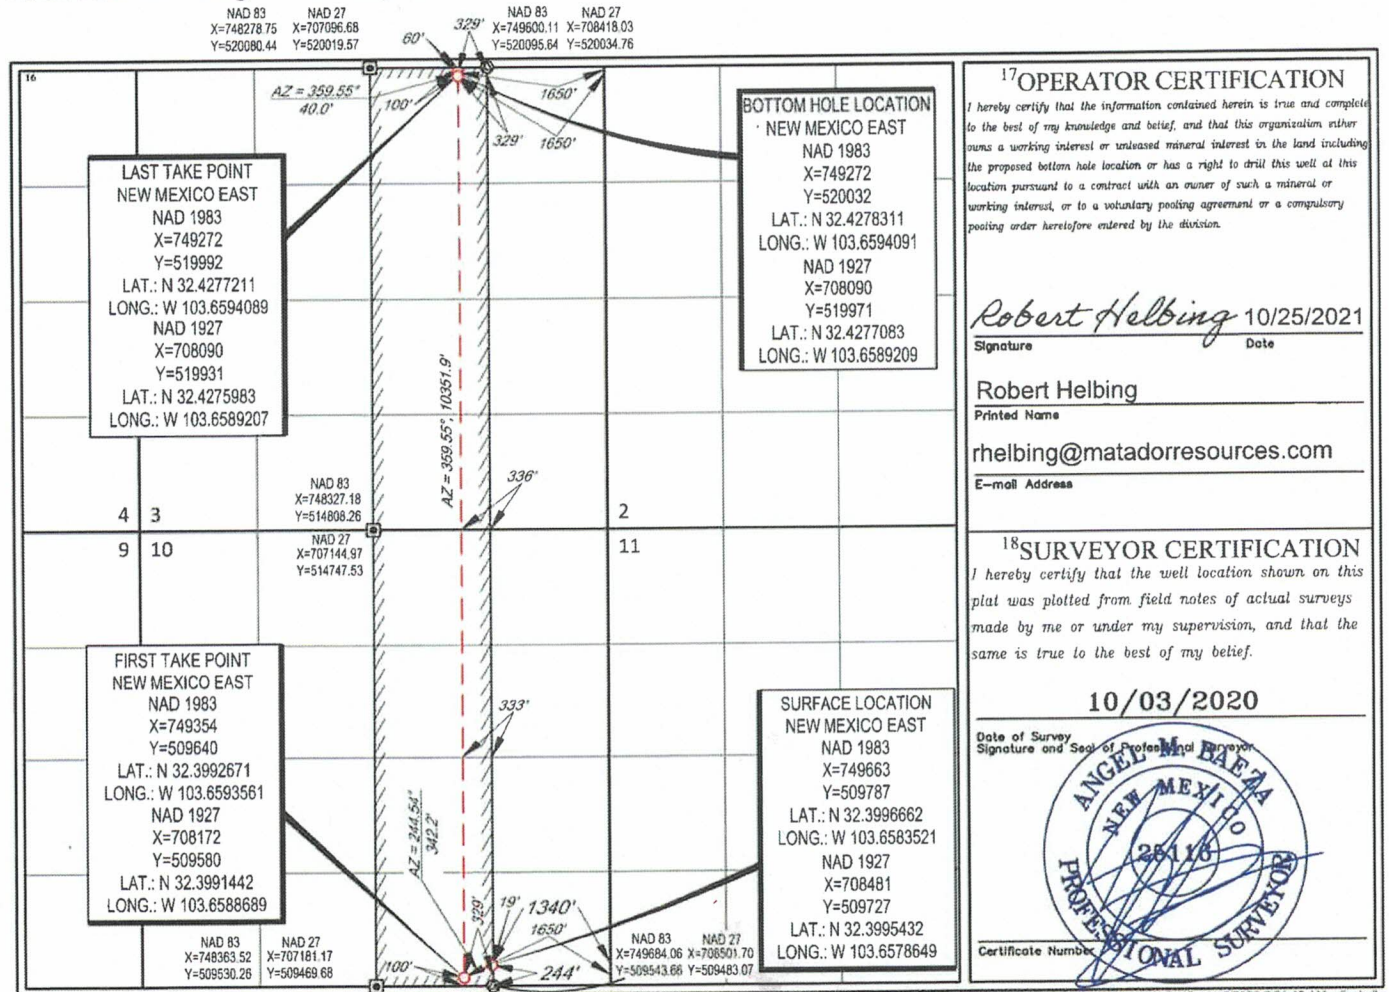 NAD 83
X=748278.75
Y=520080.44
NAD 27
X=707096.68
Y=520019.57
60'
329'
NAD 83
X=749600.11
Y=520095.64
NAD 27
X=708418.03
Y=520034.76
16
AZ = 359.55°
40.0'
100'
329'
1650'
1650'
LAST TAKE POINT
NEW MEXICO EAST
NAD 1983
X=749272
Y=519992
LAT.: N 32.4277211
LONG.: W 103.6594089
NAD 1927
X=708090
Y=519931
LAT.: N 32.4275983
LONG.: W 103.6589207
BOTTOM HOLE LOCATION
NEW MEXICO EAST
NAD 1983
X=749272
Y=520032
LAT.: N 32.4278311
LONG.: W 103.6594091
NAD 1927
X=708090
Y=519971
LAT.: N 32.4277083
LONG.: W 103.6589209
AZ = 359.55°, 10351.9'
336'
NAD 83
X=748327.18
Y=514808.26
NAD 27
X=707144.97
Y=514747.53
4 3
9 10
2
11
FIRST TAKE POINT
NEW MEXICO EAST
NAD 1983
X=749354
Y=509640
LAT.: N 32.3992671
LONG.: W 103.6593561
NAD 1927
X=708172
Y=509580
LAT.: N 32.3991442
LONG.: W 103.6588689
333'
AZ = 244.54°
342.2'
329'
19'
1340'
1650'
244'
100'
SURFACE LOCATION
NEW MEXICO EAST
NAD 1983
X=749663
Y=509787
LAT.: N 32.3996662
LONG.: W 103.6583521
NAD 1927
X=708481
Y=509727
LAT.: N 32.3995432
LONG.: W 103.6578649
NAD 83
X=748363.52
Y=509530.26
NAD 27
X=707181.17
Y=509469.68
NAD 83
X=749684.06
Y=509543.66
NAD 27
X=708501.70
Y=509483.07
17OPERATOR CERTIFICATION
I hereby certify that the information contained herein is true and complete
to the best of my knowledge and belief, and that this organization either
owns a working interest or unleased mineral interest in the land including
the proposed bottom hole location or has a right to drill this well at this
location pursuant to a contract with an owner of such a mineral or
working interest, or to a voluntary pooling agreement or a compulsory
pooling order heretofore entered by the division.
Robert Helbing 10/25/2021
Signature Date
Robert Helbing
Printed Name
rhelbing@matadorresources.com
E-mail Address
18SURVEYOR CERTIFICATION
I hereby certify that the well location shown on this
plat was plotted from field notes of actual surveys
made by me or under my supervision, and that the
same is true to the best of my belief.
10/03/2020
Date of Survey
Signature and Seal of Professional Surveyor
ANGEL M. BAEZA
NEW MEXICO
25116
PROFESSIONAL SURVEYOR
Certificate Number